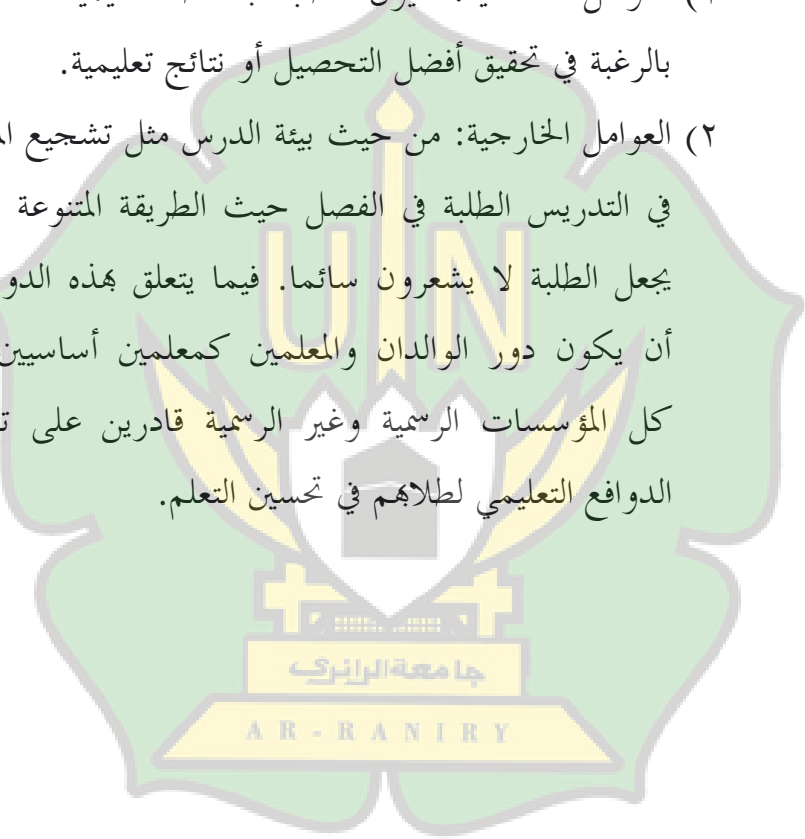 بالرغبة في تحقيق أفضل التحصيل أو نتائج تعليمية.
٢) العوامل الخارجية: من حيث بيئة الدرس مثل تشجيع
في التدريس الطلبة في الفصل حيث الطريقة المتنوعة
يجعل الطلبة لا يشعرون سائما. فيما يتعلق بهذه
أن يكون دور الوالدان والمعلمين كمعلمين أساسيين
كل المؤسسات الرسمية وغير الرسمية قادرين على
الدوافع التعليمي لطلابهم في تحسين التعلم.
UIN
جامعة الرانري
AR-RANIRY